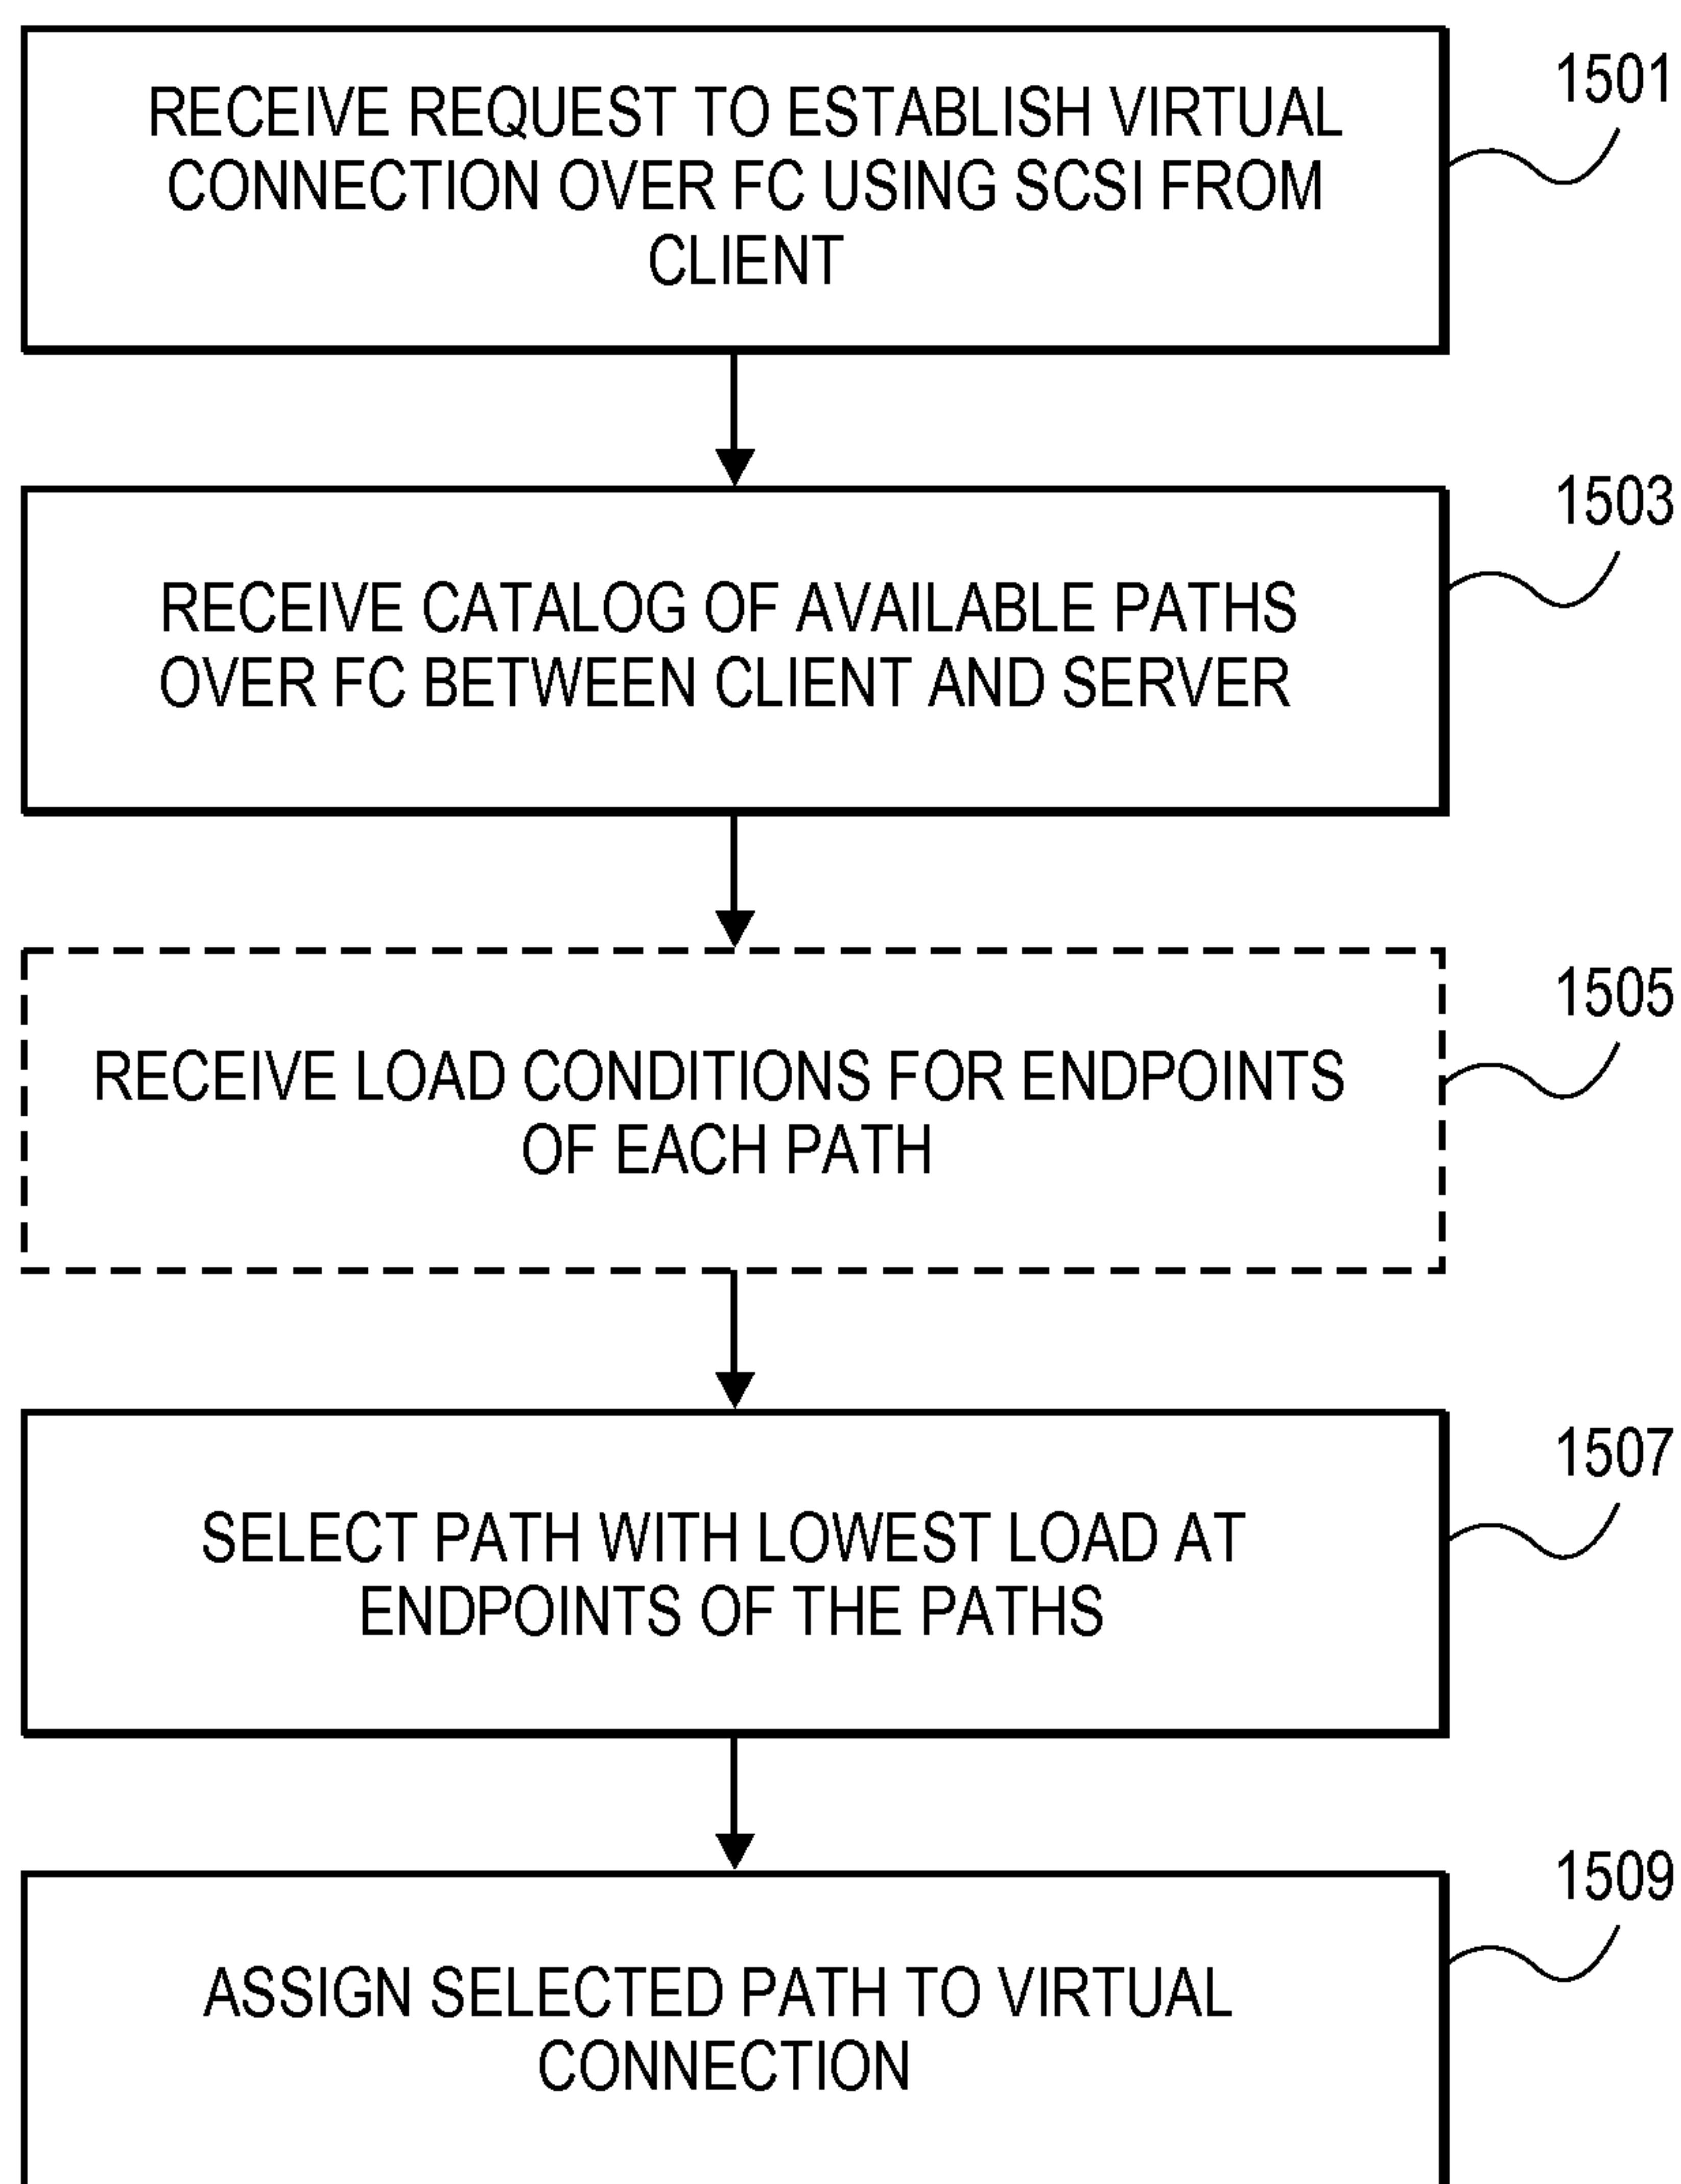 RECEIVE REQUEST TO ESTABLISH VIRTUAL
CONNECTION OVER FC USING SCSI FROM
CLIENT
1501
RECEIVE CATALOG OF AVAILABLE PATHS
OVER FC BETWEEN CLIENT AND SERVER
1503
RECEIVE LOAD CONDITIONS FOR ENDPOINTS
OF EACH PATH
1505
SELECT PATH WITH LOWEST LOAD AT
ENDPOINTS OF THE PATHS
1507
ASSIGN SELECTED PATH TO VIRTUAL
CONNECTION
1509